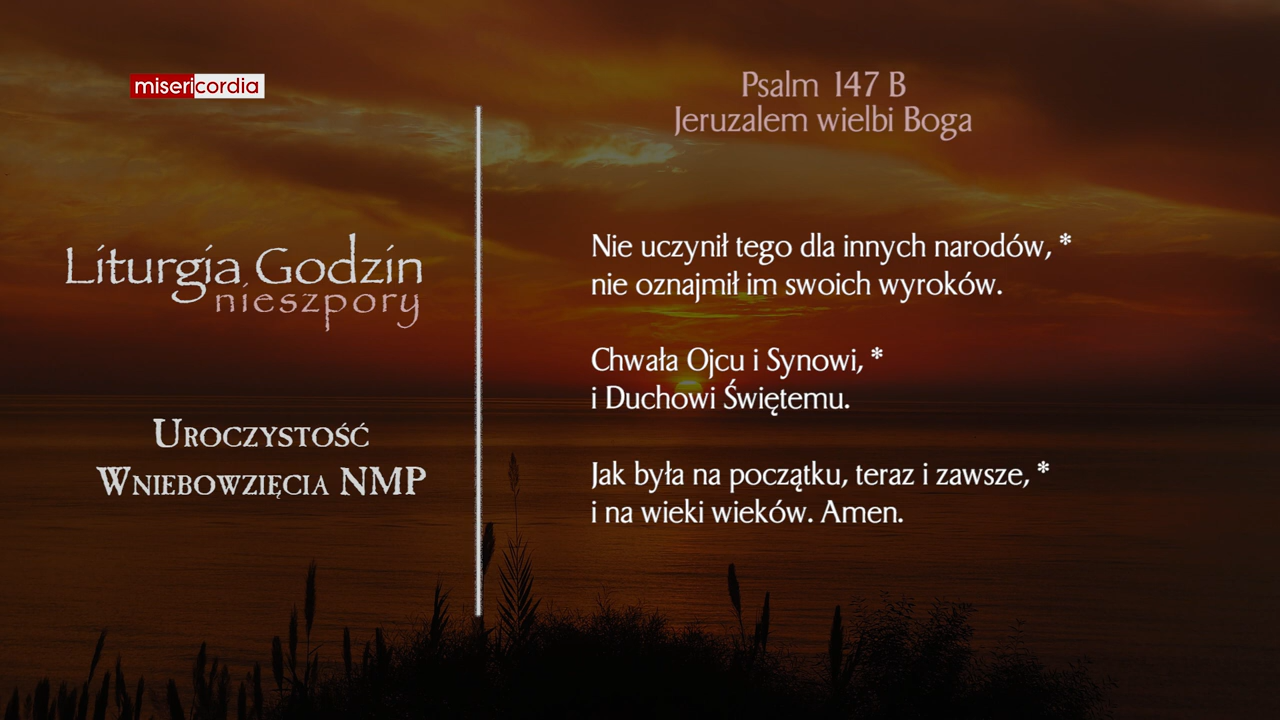 misericordia
Liturgia Godzin
nieszpory
Uroczystość
Wniebowzięcia NMP
Psalm 147 B
Jeruzalem wielbi Boga
Nie uczynił tego dla innych narodów, *
nie oznajmił im swoich wyroków.
Chwała Ojcu i Synowi, *
i Duchowi Świętemu.
Jak była na początku, teraz i zawsze, *
i na wieki wieków. Amen.